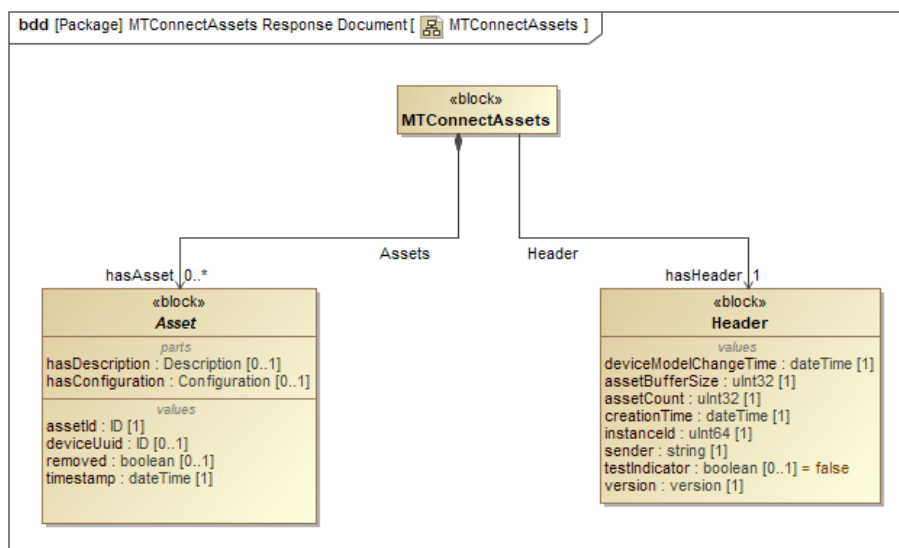 bdd [Package] MTConnectAssets Response Document [ MTConnectAssets ]
«block»
MTConnectAssets
Assets
Header
hasAsset 0..*
hasHeader 1
«block»
Asset
parts
hasDescription : Description [0..1]
hasConfiguration : Configuration [0..1]
values
assetId : ID [1]
deviceUuid : ID [0..1]
removed : boolean [0..1]
timestamp : dateTime [1]
«block»
Header
values
deviceModelChangeTime : dateTime [1]
assetBufferSize : uInt32 [1]
assetCount : uInt32 [1]
creationTime : dateTime [1]
instanceId : uInt64 [1]
sender : string [1]
testIndicator : boolean [0..1] = false
version : version [1]